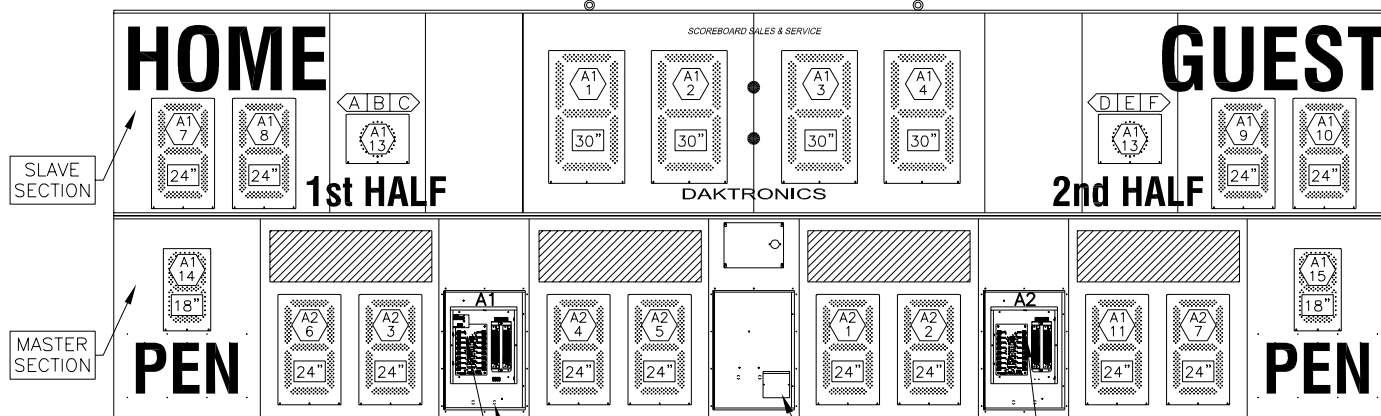 SCOREBOARD SALES & SERVICE
HOME
GUEST
A1 1 30"
A1 2 30"
A1 3 30"
A1 4 30"
A B C
D E F
A1 7 24"
A1 8 24"
A1 13
A1 13
A1 9 24"
A1 10 24"
SLAVE
SECTION
1st HALF
DAKTRONICS
2nd HALF
A1 14 18"
A1 15 18"
A1
A2
A2 6 24"
A2 3 24"
A2 4 24"
A2 5 24"
A2 1 24"
A2 2 24"
A1 11 24"
A2 7 24"
MASTER
SECTION
PEN
PEN